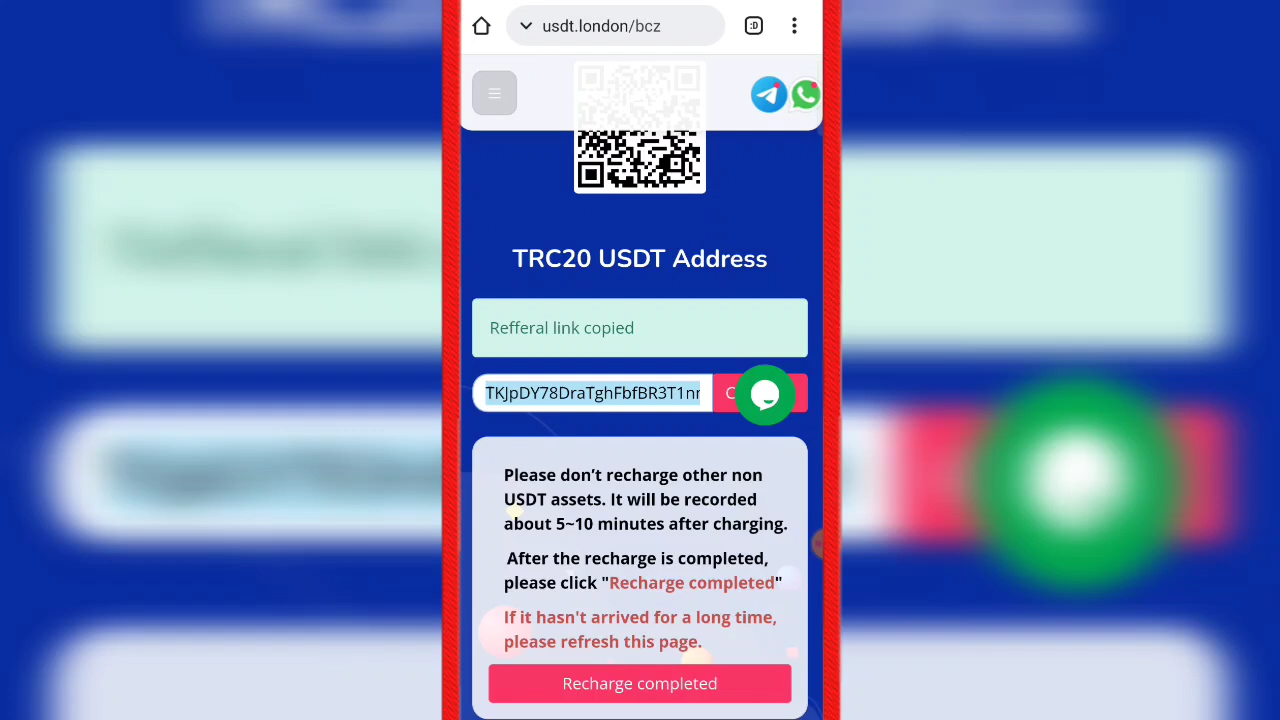 usdt.london/bcz
:D
TRC20 USDT Address
Refferal link copied
TKJpDY78DraTghFbfBR3T1nr
Please don't recharge other non
USDT assets. It will be recorded
about 5~10 minutes after charging.
After the recharge is completed,
please click "Recharge completed"
If it hasn't arrived for a long time,
please refresh this page.
Recharge completed